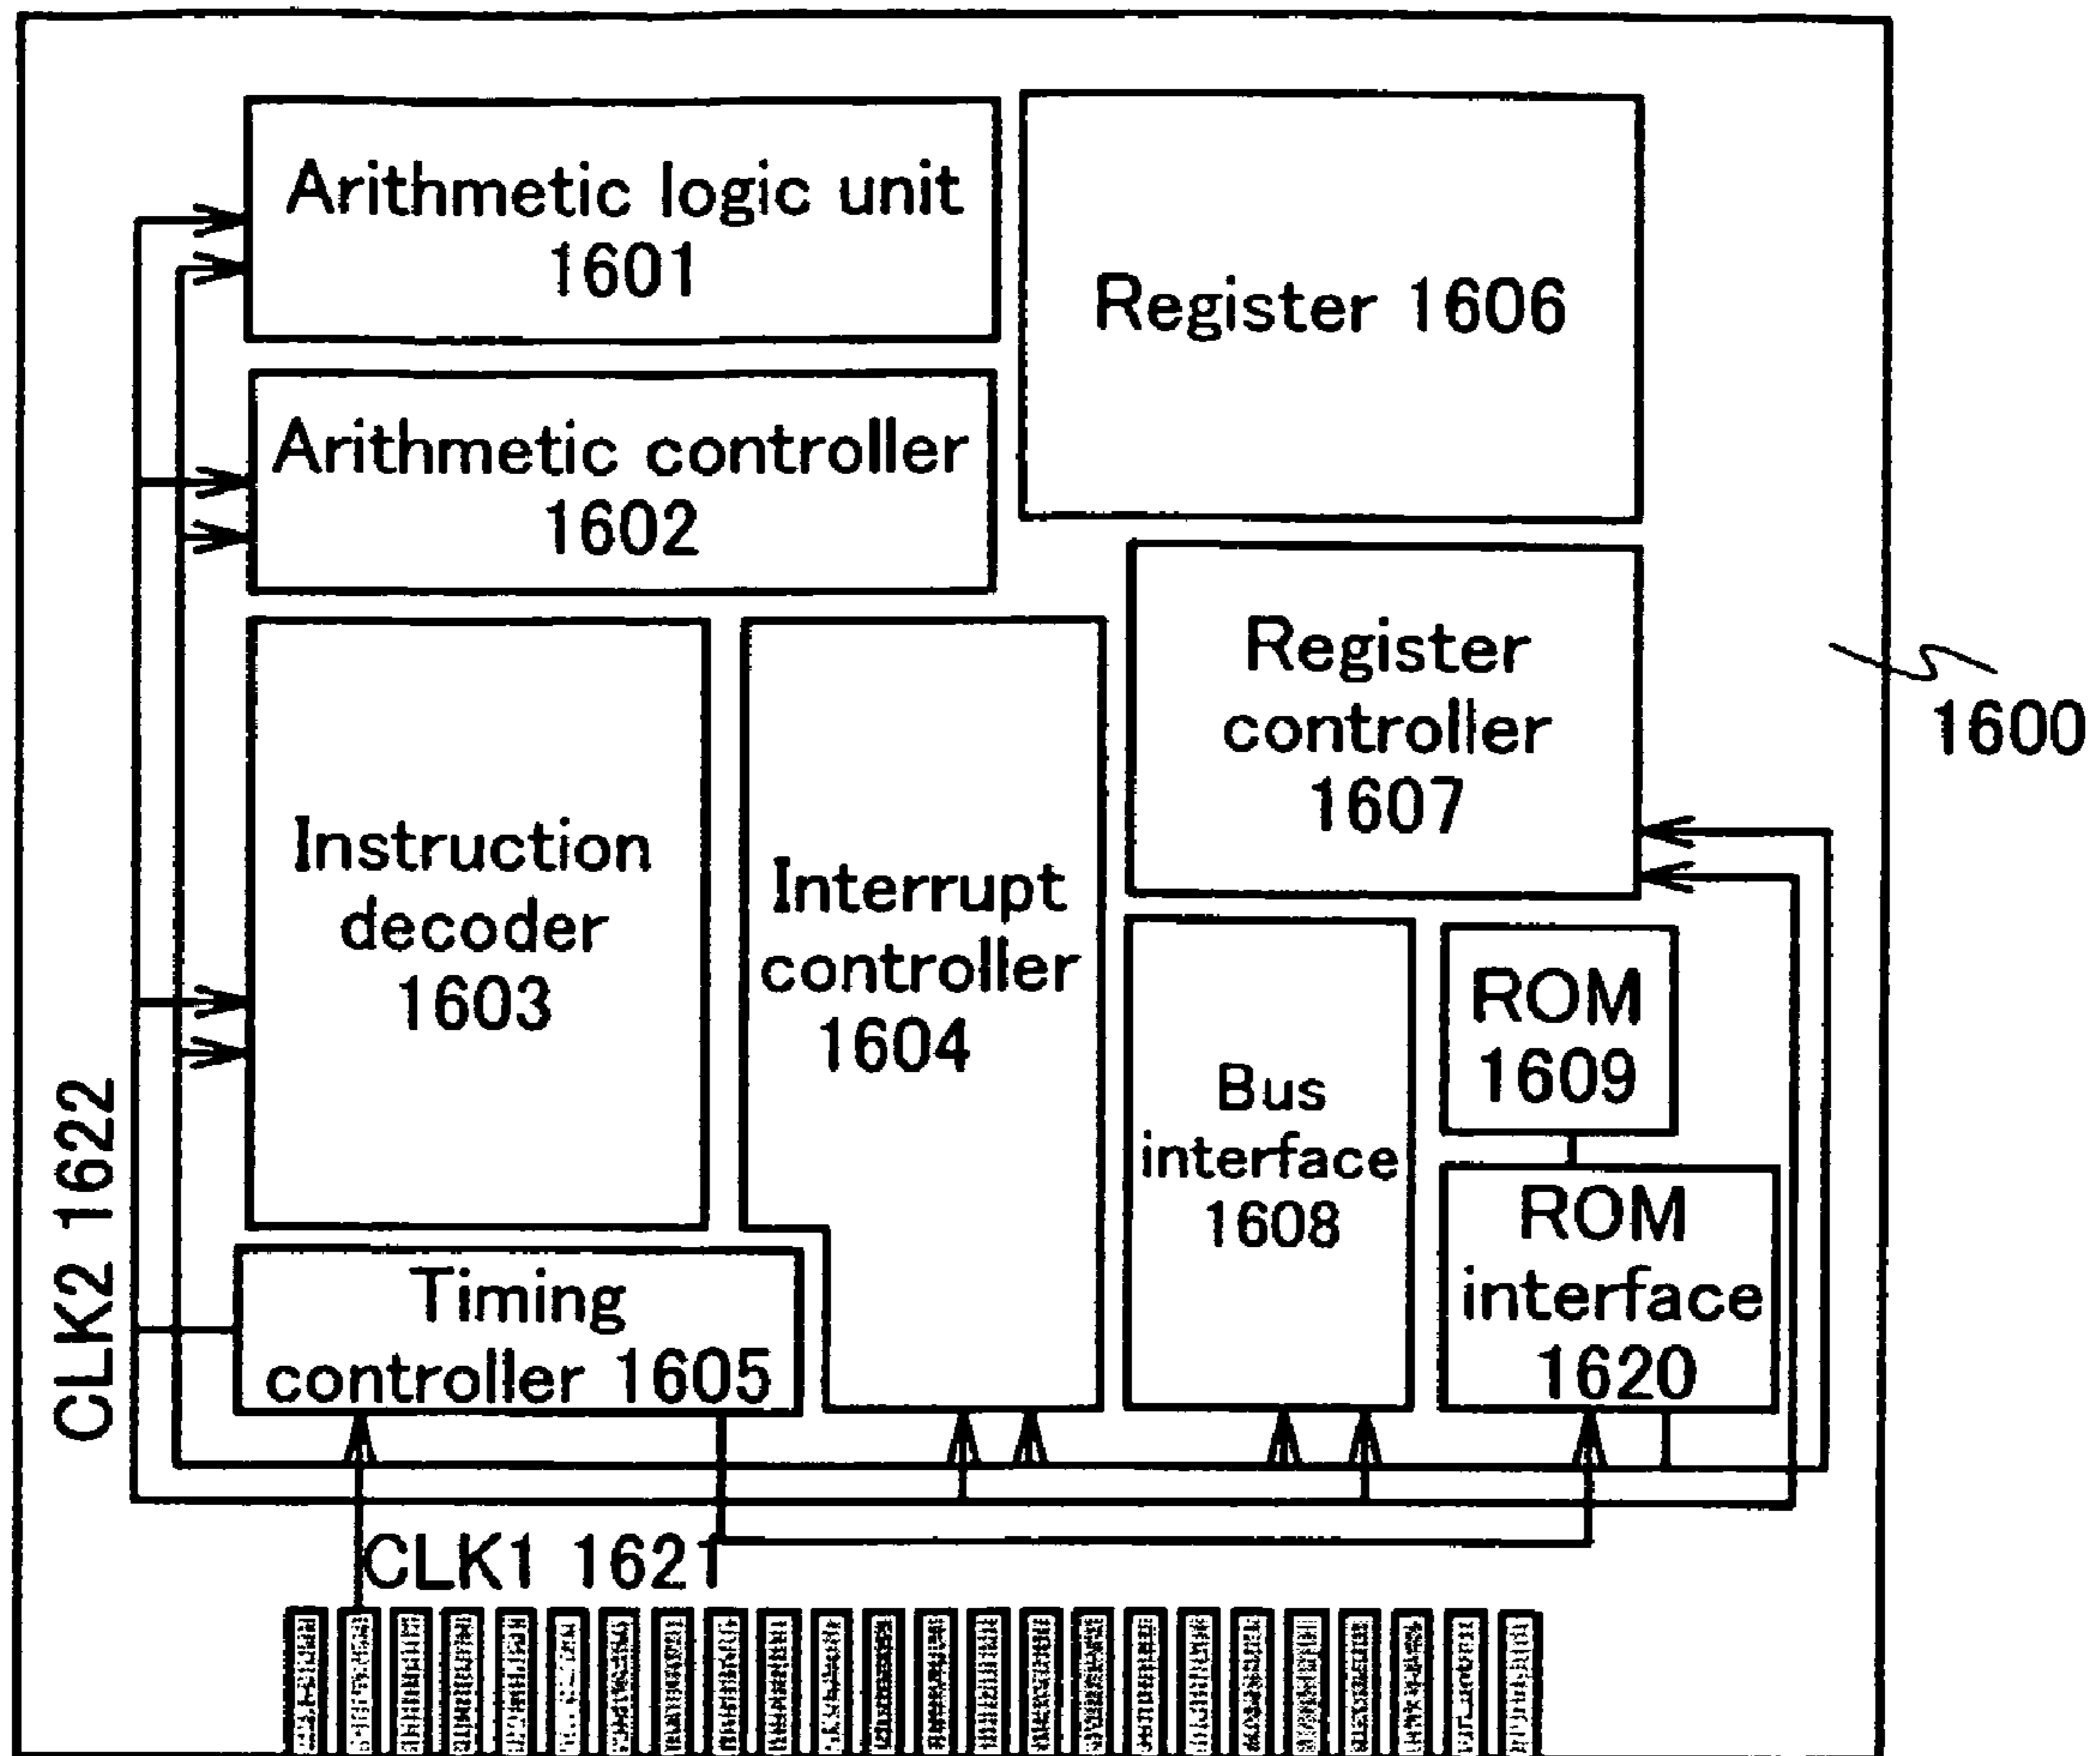 Arithmetic logic unit
1601
Register 1606
Arithmetic controller
1602
Register
controller
1607
1600
Instruction
decoder
1603
Interrupt
controller
1604
Bus
interface
1608
ROM
1609
ROM
interface
1620
CLK2 1622
Timing
controller 1605
CLK1 1621